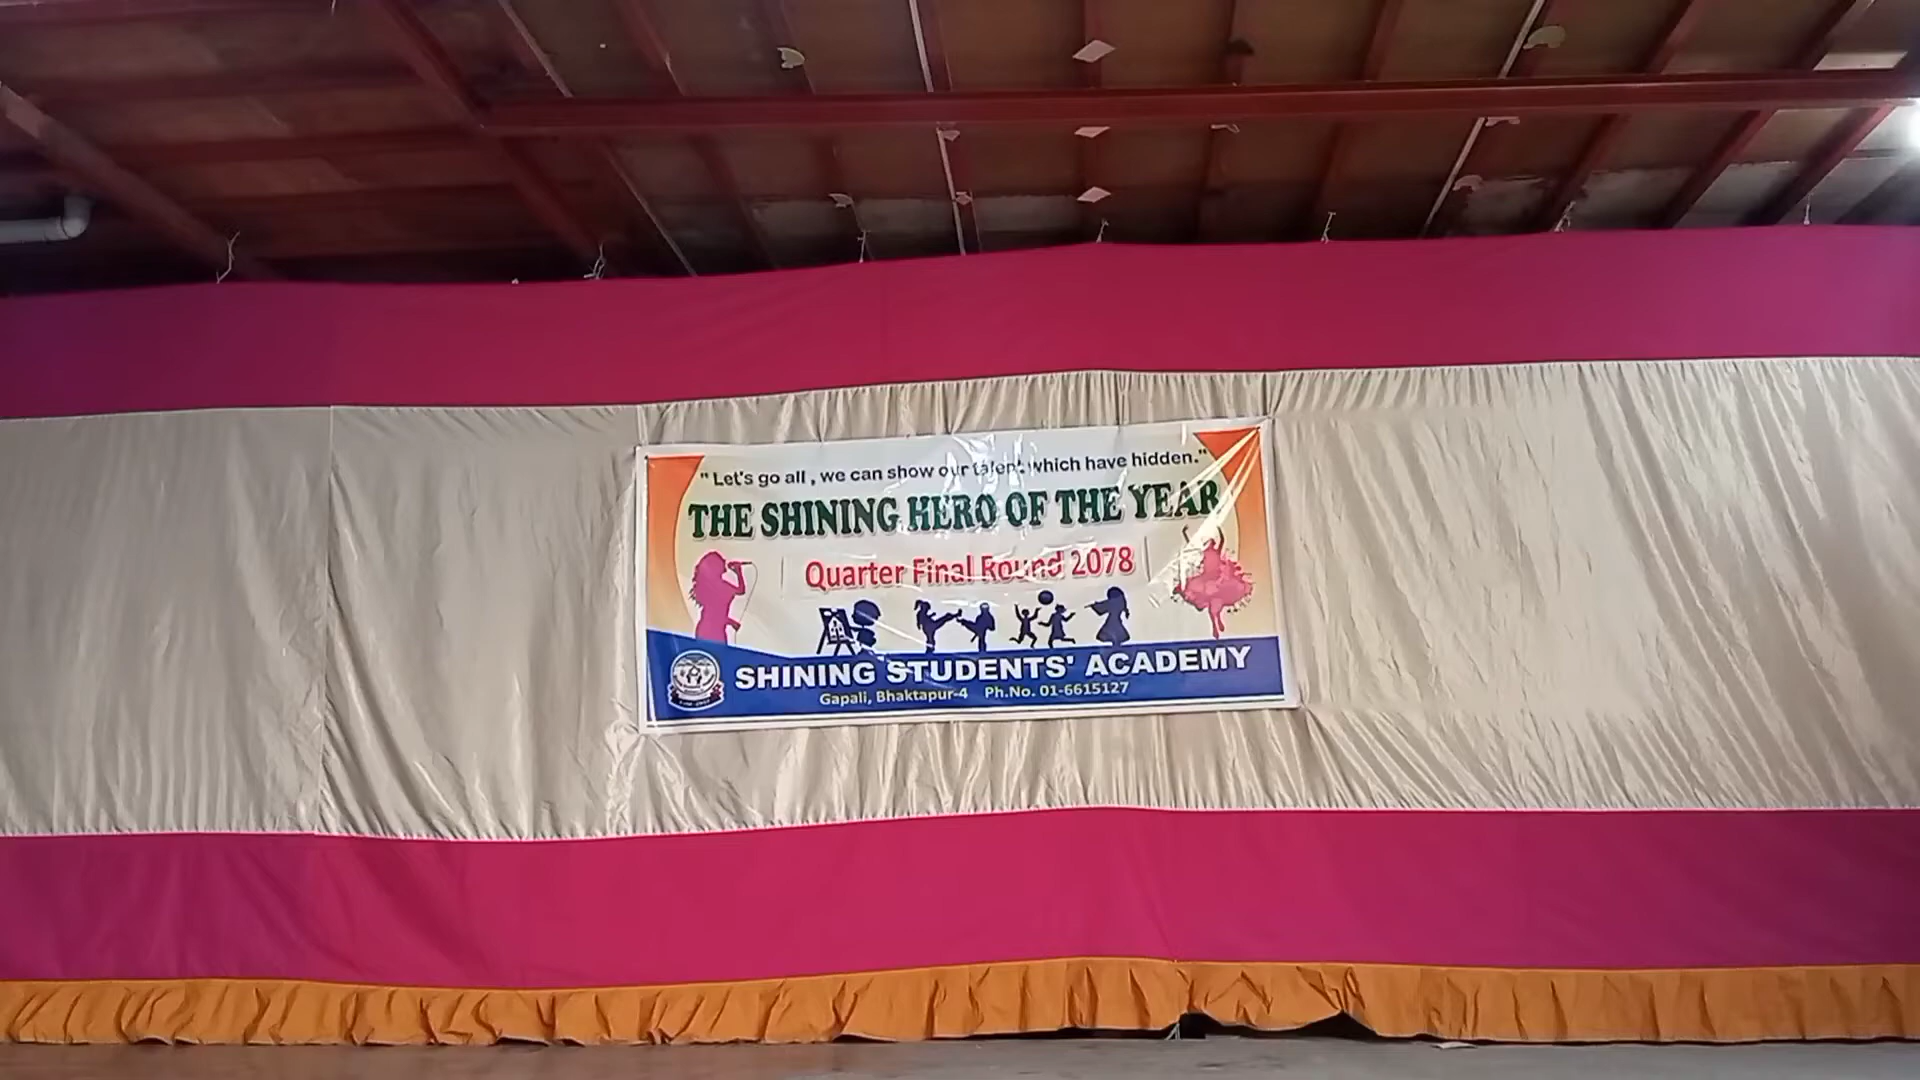 "Let's go all , we can show our talent which have hidden."
THE SHINING HERO OF THE YEAR
Quarter Final Round 2078
SHINING STUDENTS' ACADEMY
Gapali, Bhaktapur-4 Ph.No. 01-6615127